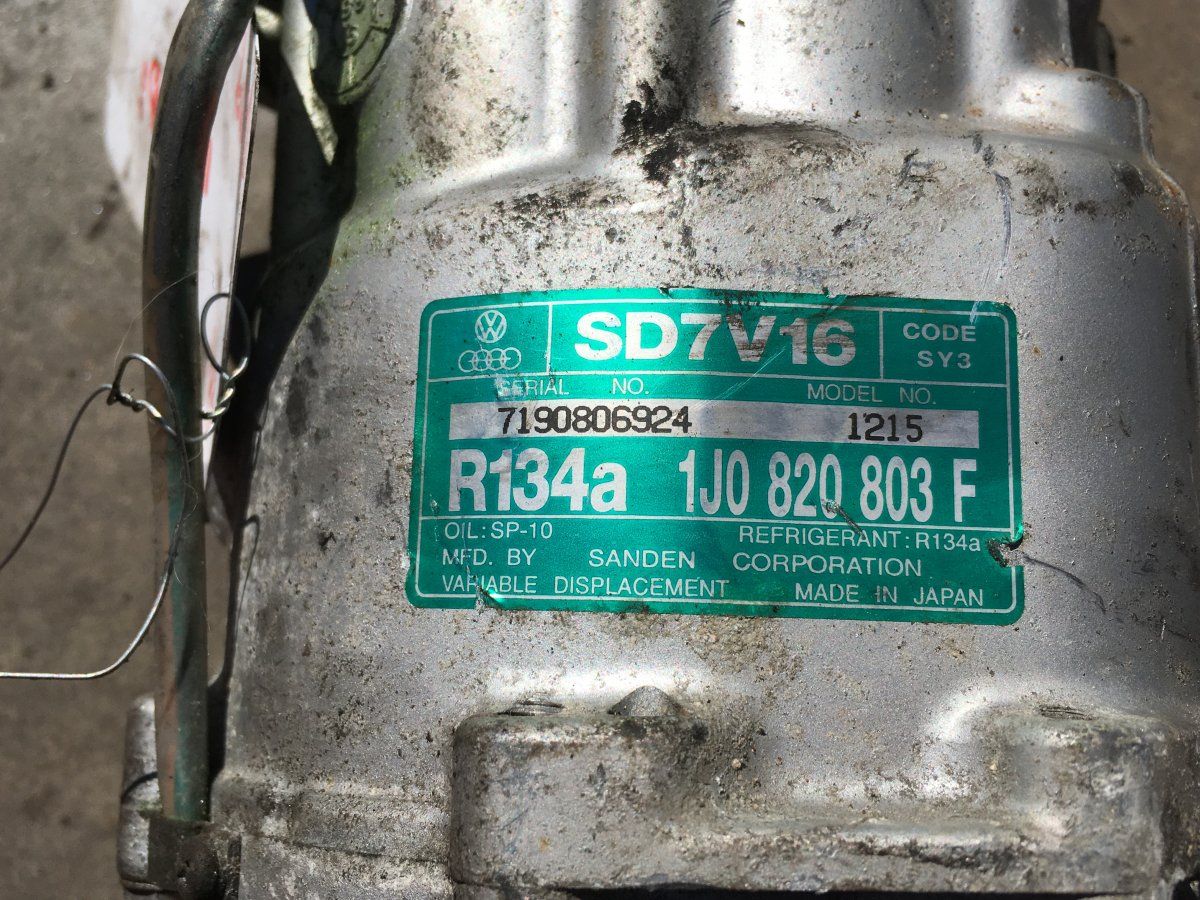 SD7V16
CODE
SY3
SERIAL NO.
MODEL NO.
7190806924
1215
R134a 1J0 820 803 F
OIL:SP-10
REFRIGERANT:R134a
MFD. BY SANDEN CORPORATION
VARIABLE DISPLACEMENT MADE IN JAPAN